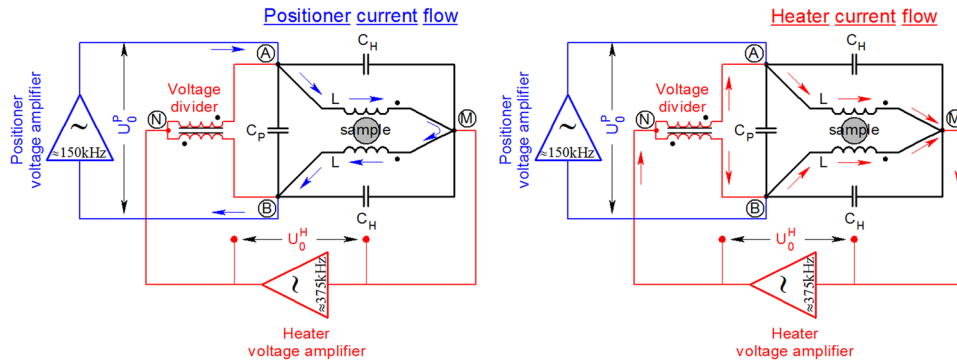 Positioner current flow
A
C_H
Voltage
divider
N
L
M
Positioner
voltage amplifier
~
≈150kHz
U_0^P
C_P
sample
L
B
C_H
U_0^H
~
≈375kHz
Heater
voltage amplifier
Heater current flow
A
C_H
Voltage
divider
N
L
M
Positioner
voltage amplifier
~
≈150kHz
U_0^P
C_P
sample
L
B
C_H
U_0^H
~
≈375kHz
Heater
voltage amplifier